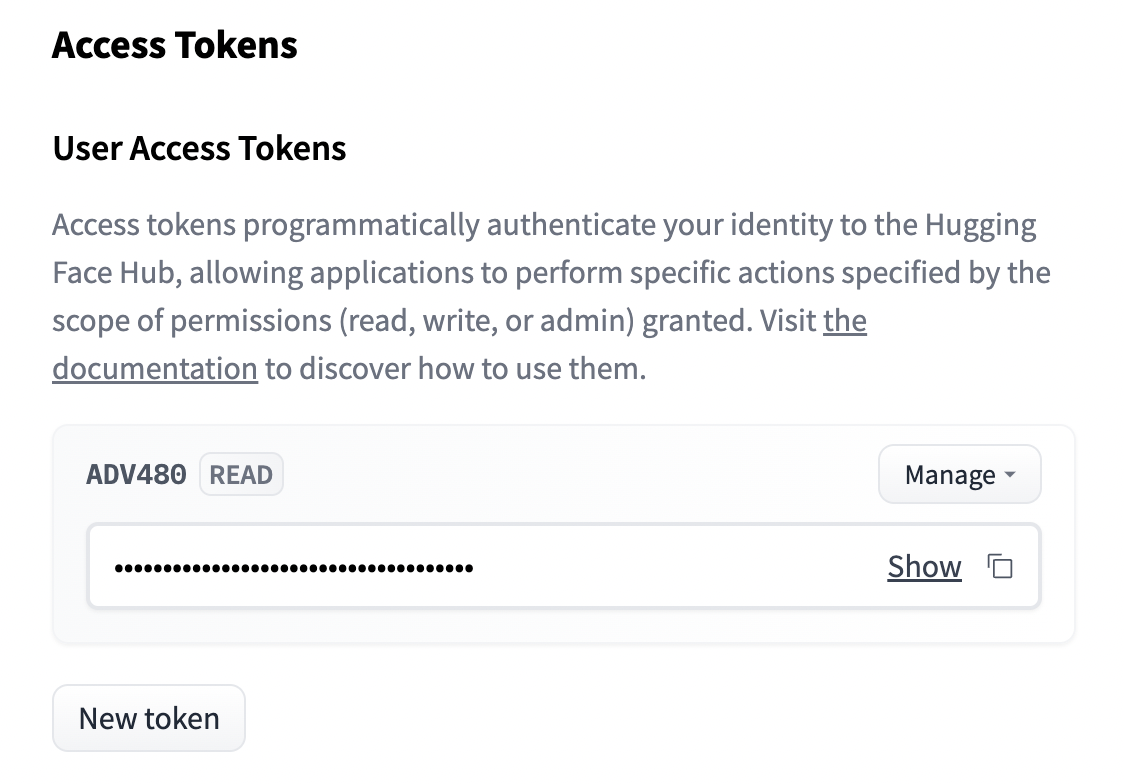 Access Tokens
User Access Tokens
Access tokens programmatically authenticate your identity to the Hugging
Face Hub, allowing applications to perform specific actions specified by the
scope of permissions (read, write, or admin) granted. Visit the
documentation to discover how to use them.
ADV480 READ Manage
••••••••••••••••••••••••••••••••••••• Show
New token